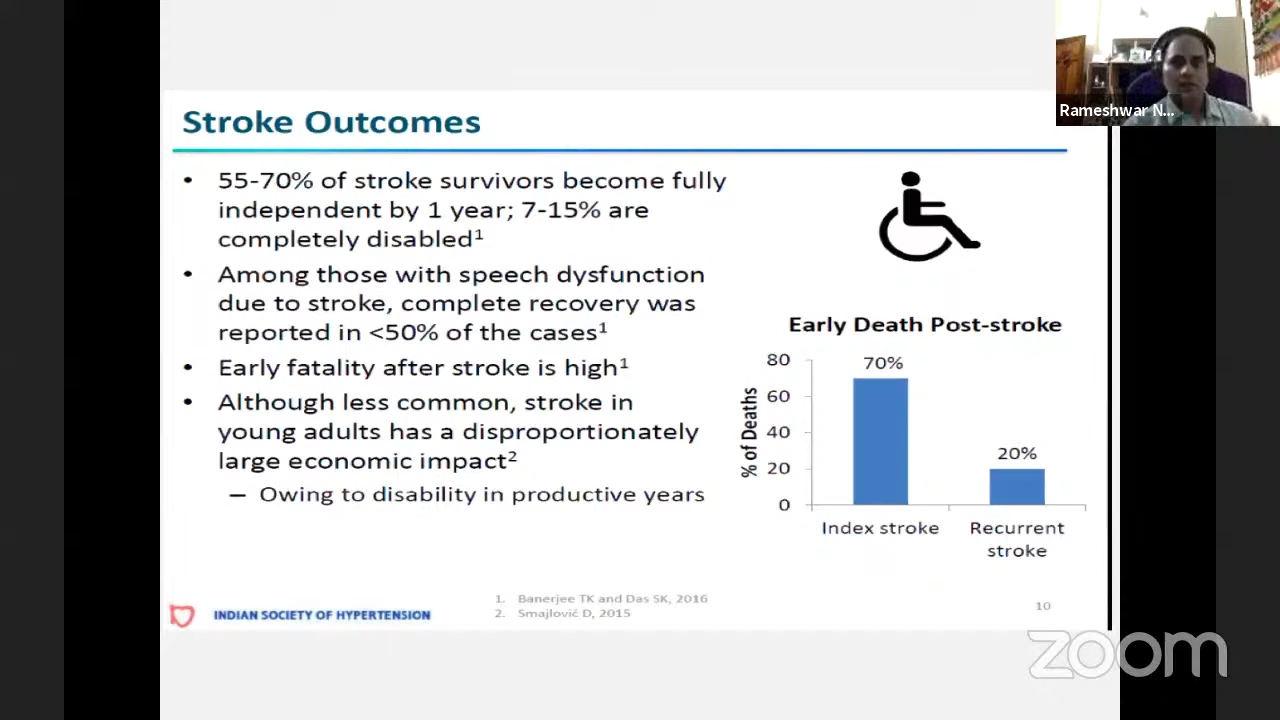 Rameshwar N...
Stroke Outcomes
• 55-70% of stroke survivors become fully
independent by 1 year; 7-15% are
completely disabled¹
• Among those with speech dysfunction
due to stroke, complete recovery was
reported in <50% of the cases¹
• Early fatality after stroke is high¹
• Although less common, stroke in
young adults has a disproportionately
large economic impact²
– Owing to disability in productive years
Early Death Post-stroke
% of Deaths
80
60
40
20
0
70%
20%
Index stroke
Recurrent
stroke
INDIAN SOCIETY OF HYPERTENSION
1. Banerjee TK and Das SK, 2016
2. Smajlović D, 2015
10
zoom